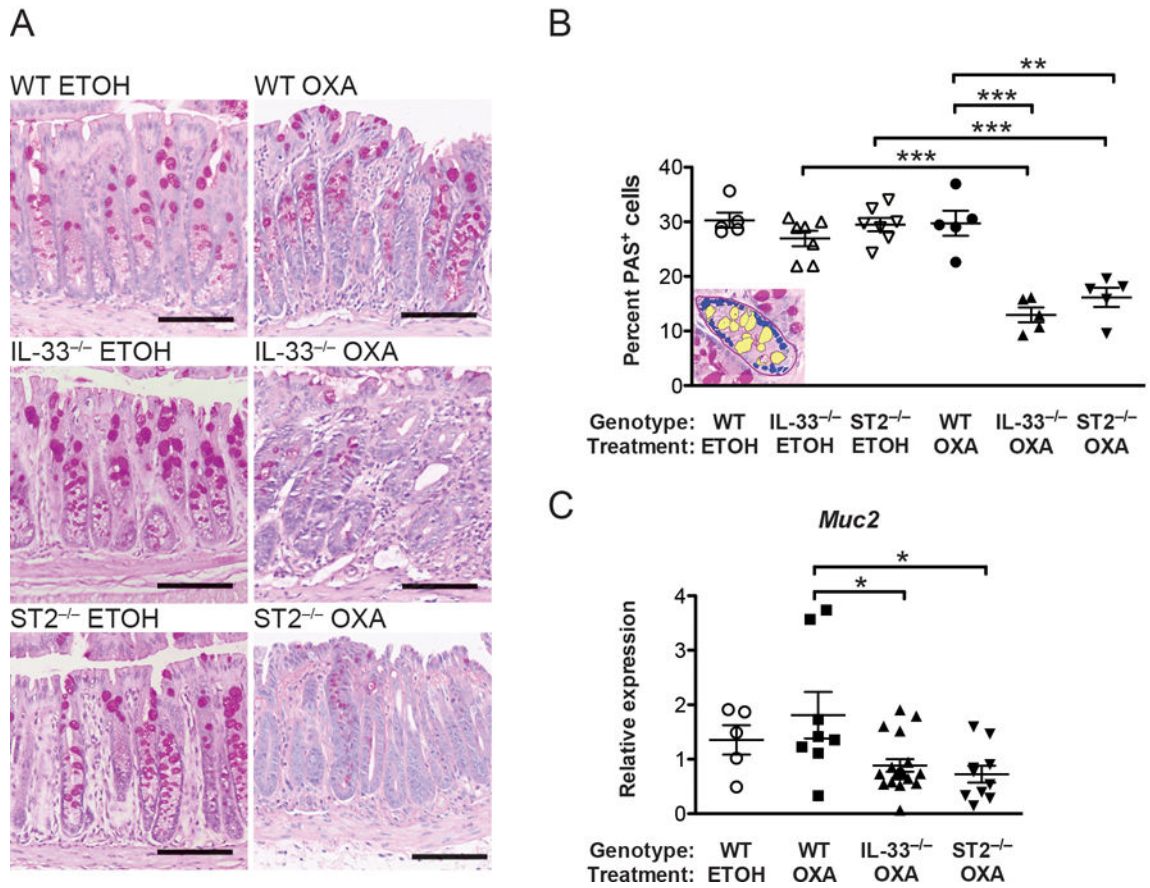 A
WT ETOH WT OXA
IL-33–/– ETOH IL-33–/– OXA
ST2–/– ETOH ST2–/– OXA
B
**
***
***
***
Percent PAS+ cells
40
30
20
10
0
Genotype: WT IL-33–/– ST2–/– WT IL-33–/– ST2–/–
Treatment: ETOH ETOH ETOH OXA OXA OXA
C
Muc2
*
*
Relative expression
4
3
2
1
0
Genotype: WT WT IL-33–/– ST2–/–
Treatment: ETOH OXA OXA OXA